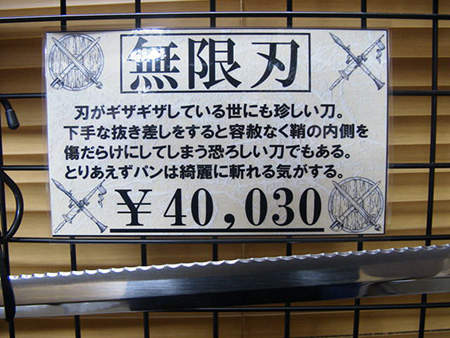 無限刃
刃がギザギザしている世にも珍しい刀。
下手な抜き差しをすると容赦なく鞘の内側を
傷だらけにしてしまう恐ろしい刀でもある。
とりあえずパンは綺麗に斬れる気がする。
￥40,030